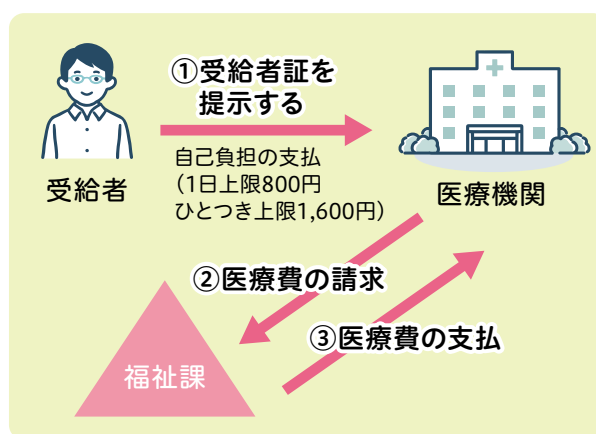 ①受給者証を
提示する
自己負担の支払
（1日上限800円
ひとつき上限1,600円）
受給者
医療機関
②医療費の請求
③医療費の支払
福祉課